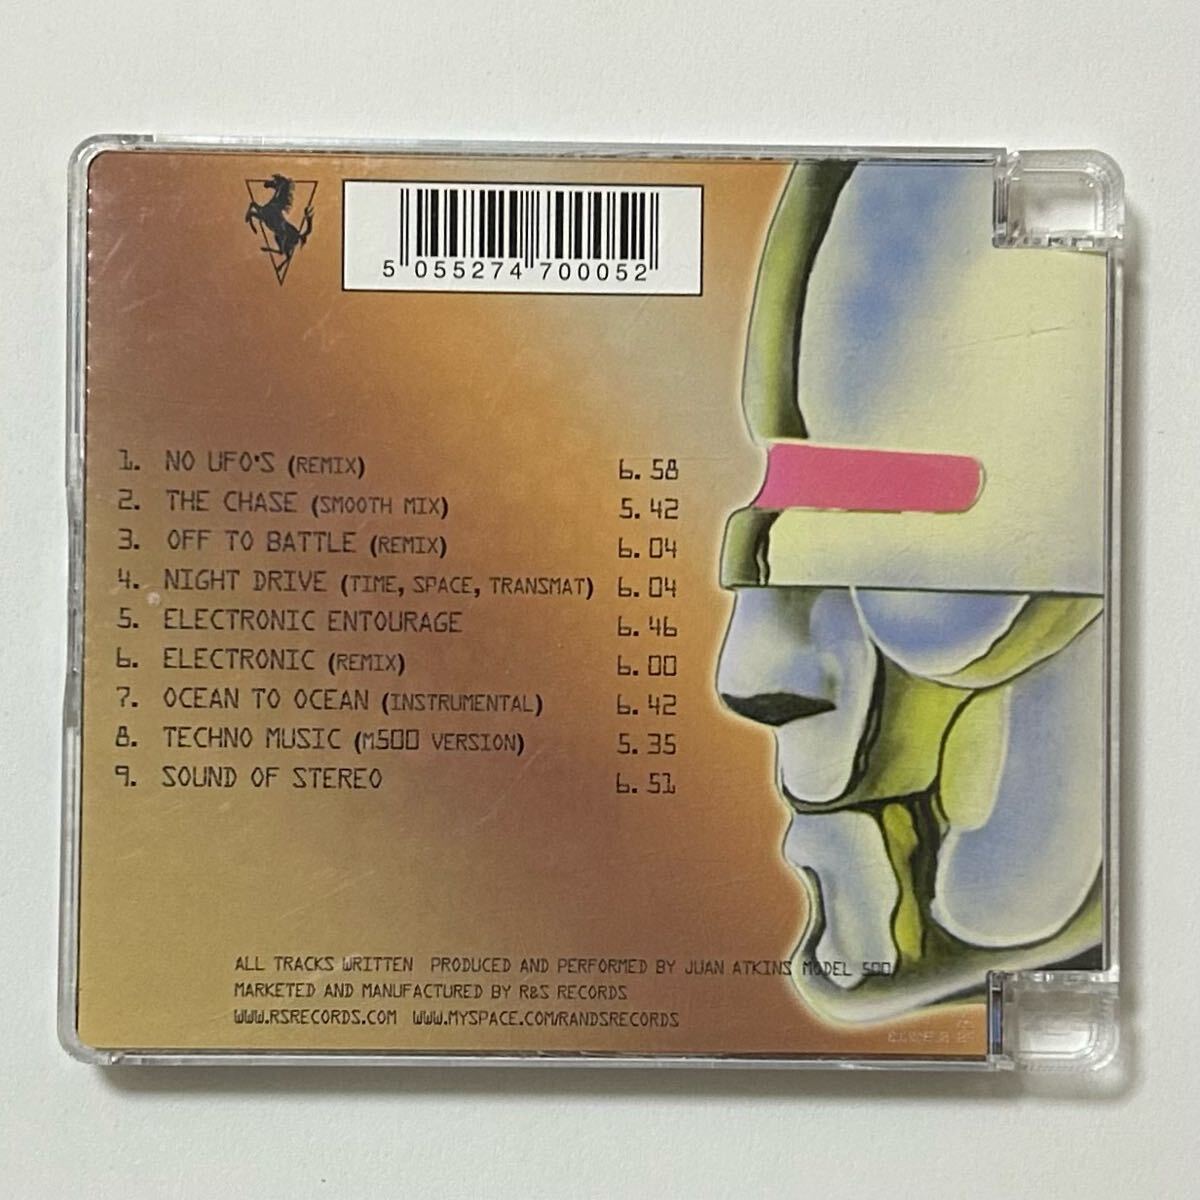 5 055274 700052
1. NO UFO'S (REMIX) 6.58
2. THE CHASE (SMOOTH MIX) 5.42
3. OFF TO BATTLE (REMIX) 6.04
4. NIGHT DRIVE (TIME, SPACE, TRANSMAT) 6.04
5. ELECTRONIC ENTOURAGE 6.46
6. ELECTRONIC (REMIX) 6.00
7. OCEAN TO OCEAN (INSTRUMENTAL) 6.42
8. TECHNO MUSIC (M500 VERSION) 5.35
9. SOUND OF STEREO 6.51
ALL TRACKS WRITTEN PRODUCED AND PERFORMED BY JUAN ATKINS MODEL 500
MARKETED AND MANUFACTURED BY R&S RECORDS
WWW.RSRECORDS.COM WWW.MYSPACE.COM/RANDSRECORDS